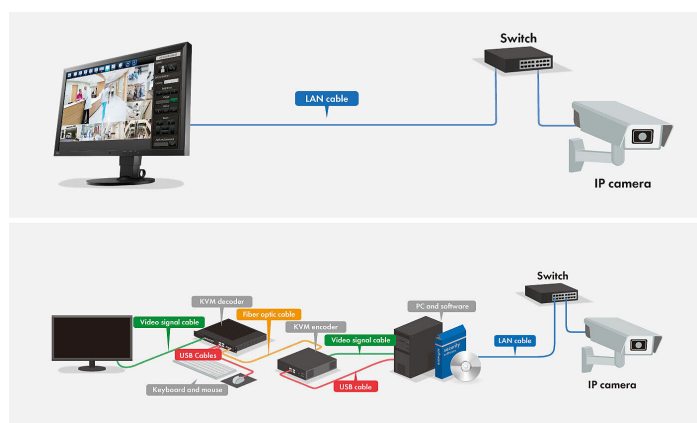 Switch
LAN cable
IP camera
Switch
KVM decoder
PC and software
Video signal cable
Fiber optic cable
KVM encoder
Video signal cable
LAN cable
USB Cables
Keyboard and mouse
USB cable
IP camera
security